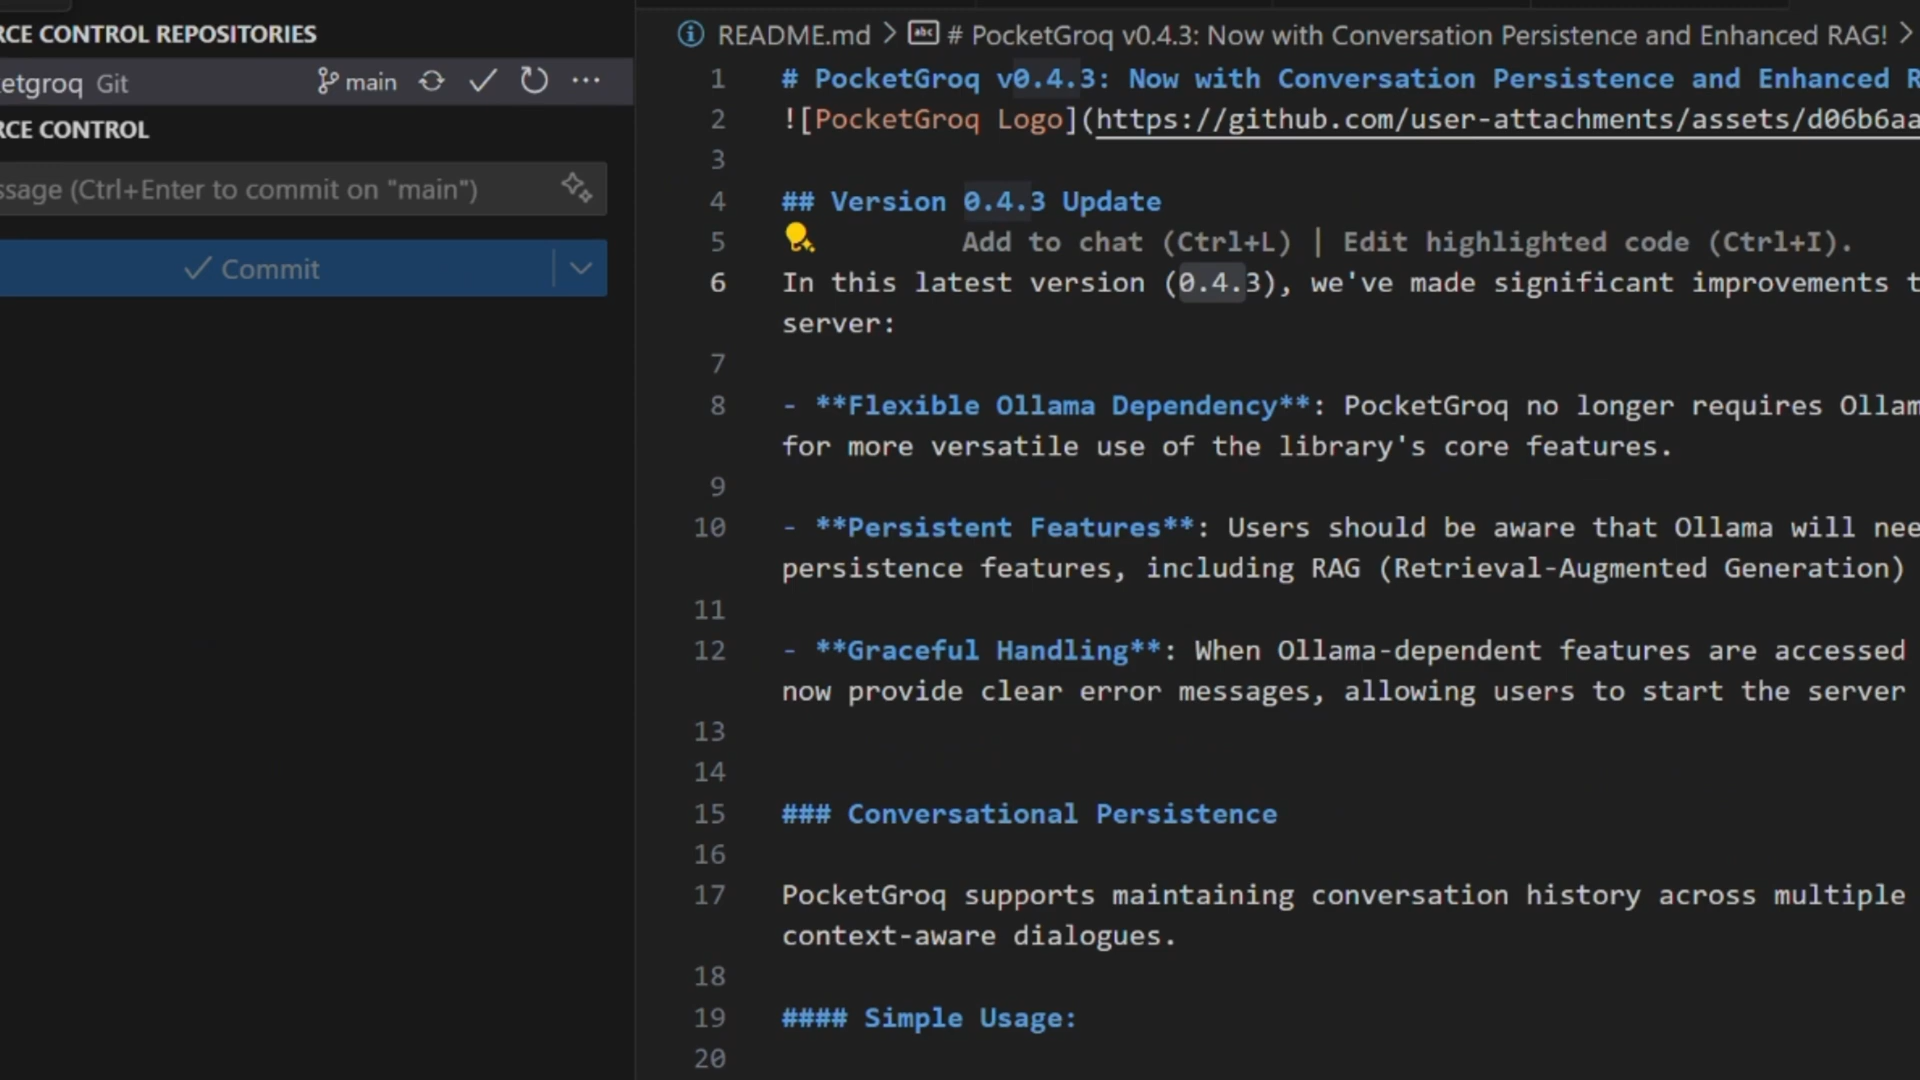 RCE CONTROL REPOSITORIES
etgroq Git main
RCE CONTROL
ssage (Ctrl+Enter to commit on "main")
Commit
README.md > # PocketGroq v0.4.3: Now with Conversation Persistence and Enhanced RAG! >
1 # PocketGroq v0.4.3: Now with Conversation Persistence and Enhanced R
2 ![PocketGroq Logo](https://github.com/user-attachments/assets/d06b6aa
3
4 ## Version 0.4.3 Update
5 Add to chat (Ctrl+L) | Edit highlighted code (Ctrl+I).
6 In this latest version (0.4.3), we've made significant improvements t
server:
7
8 - **Flexible Ollama Dependency**: PocketGroq no longer requires Ollam
for more versatile use of the library's core features.
9
10 - **Persistent Features**: Users should be aware that Ollama will nee
persistence features, including RAG (Retrieval-Augmented Generation)
11
12 - **Graceful Handling**: When Ollama-dependent features are accessed
now provide clear error messages, allowing users to start the server
13
14
15 ### Conversational Persistence
16
17 PocketGroq supports maintaining conversation history across multiple
context-aware dialogues.
18
19 #### Simple Usage:
20